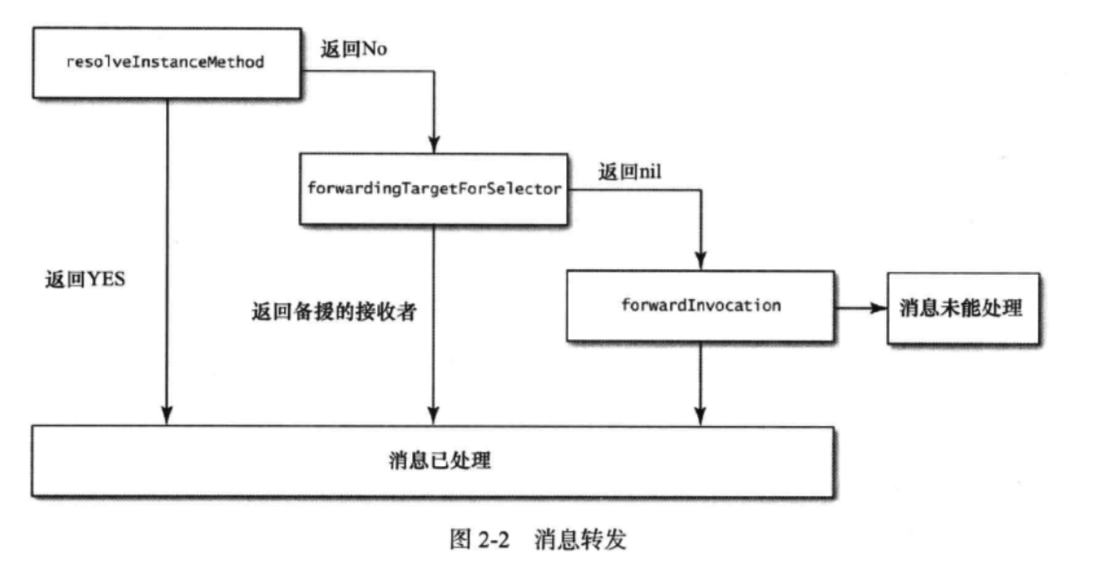 resolveInstanceMethod
返回No
forwardingTargetForSelector
返回nil
返回YES
返回备援的接收者
forwardInvocation
消息未能处理
消息已处理
图 2-2 消息转发